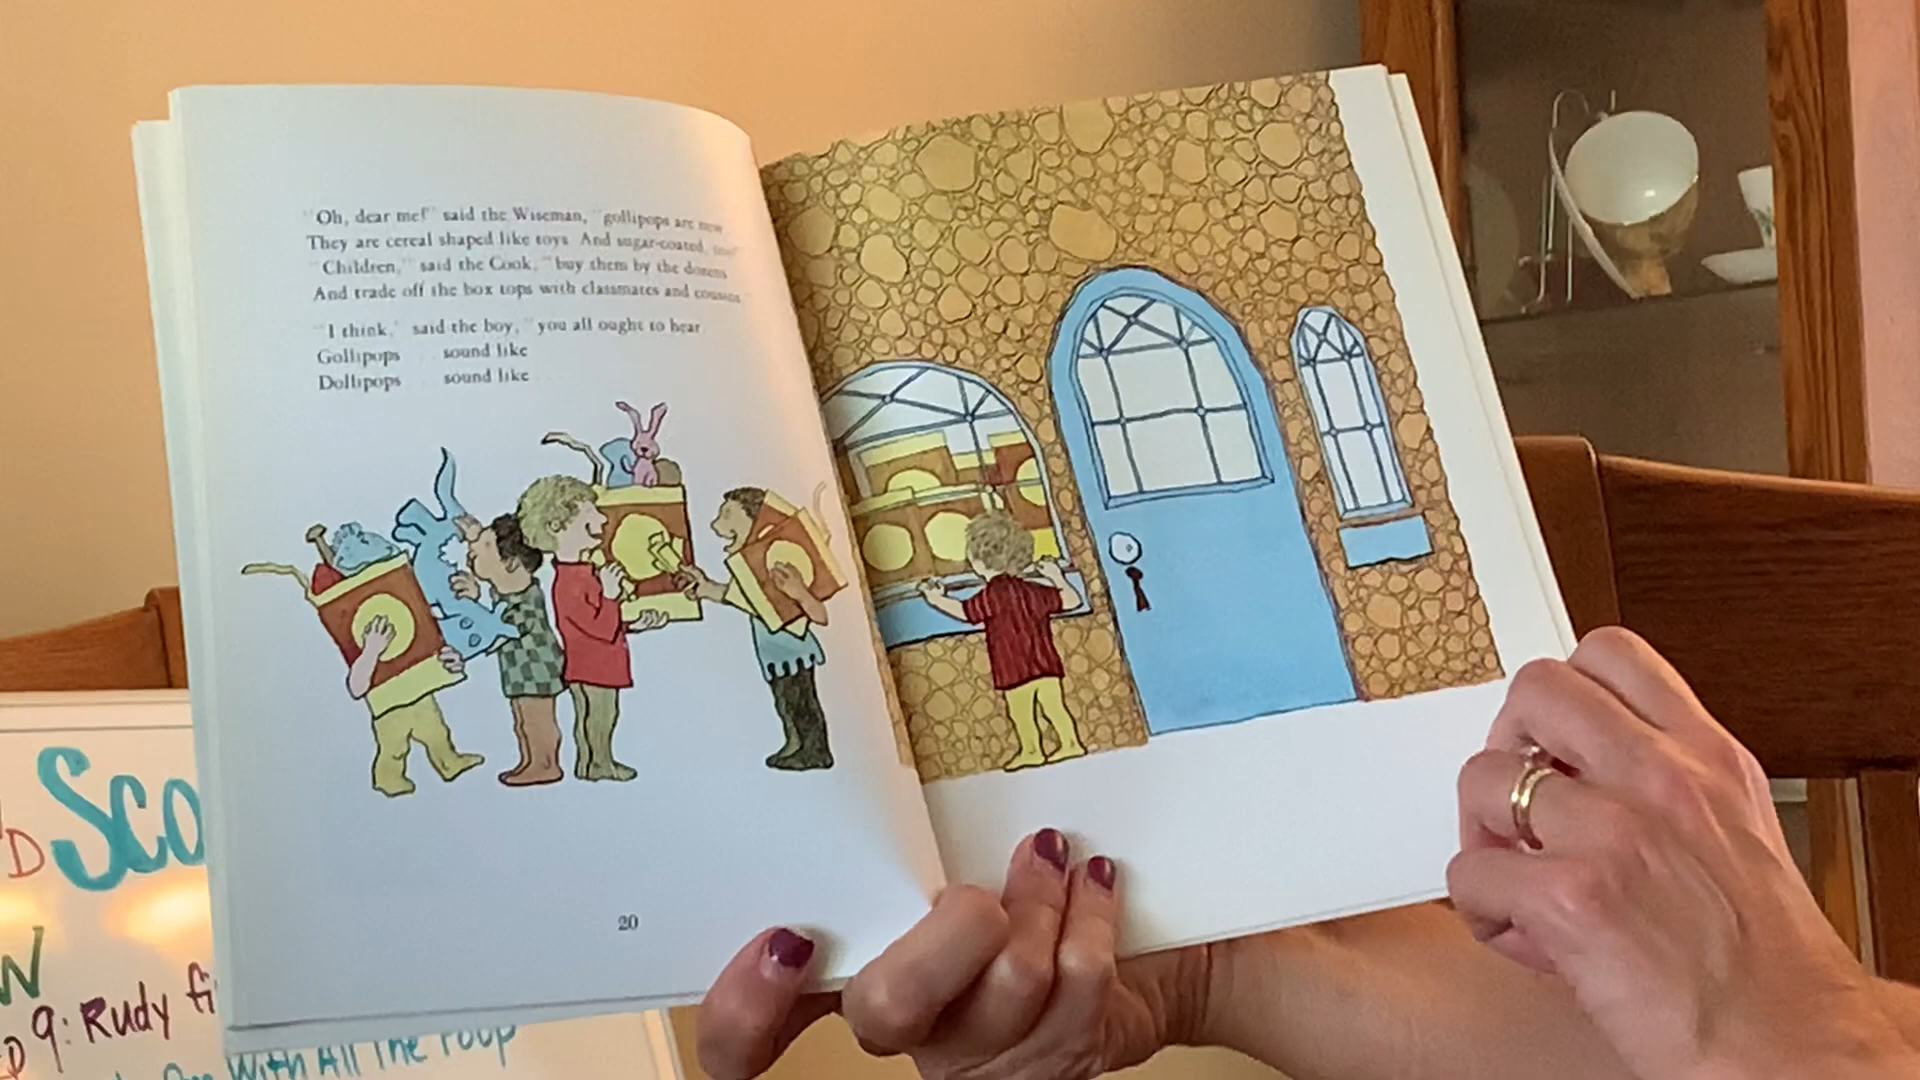 "Oh, dear me!" said the Wiseman, "gollipops are new
They are cereal shaped like toys. And sugar-coated,
"Children," said the Cook, "buy them by the dozens
And trade off the box tops with classmates and cousins."
"I think," said the boy, "you all ought to hear
Gollipops sound like
Dollipops sound like
20
D Sco
W
9: Rudy fi
With All The Poop